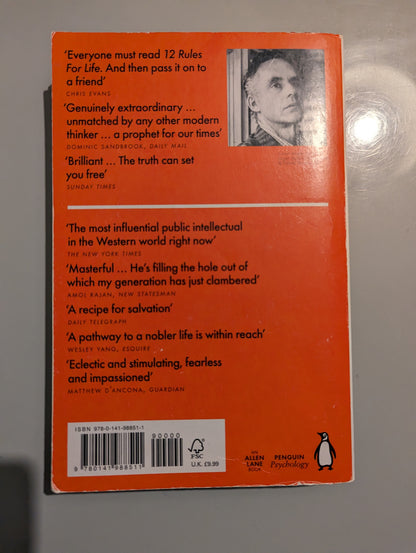 ‘Everyone must read 12 Rules
For Life. And then pass it on to
a friend’
CHRIS EVANS
‘Genuinely extraordinary ...
unmatched by any other modern
thinker ... a prophet for our times’
DOMINIC SANDBROOK, DAILY MAIL
‘Brilliant ... The truth can set
you free’
SUNDAY TIMES
‘The most influential public intellectual
in the Western world right now’
THE NEW YORK TIMES
‘Masterful ... He’s filling the hole out of
which my generation has just clambered’
AMOL RAJAN, NEW STATESMAN
‘A recipe for salvation’
DAILY TELEGRAPH
‘A pathway to a nobler life is within reach’
WESLEY YANG, ESQUIRE
‘Eclectic and stimulating, fearless
and impassioned’
MATTHEW D’ANCONA, GUARDIAN
ISBN 978-0-141-98851-1
90000
9 780141 988511
FSC
U.K. £9.99
AN
ALLEN
LANE
BOOK
PENGUIN
Psychology